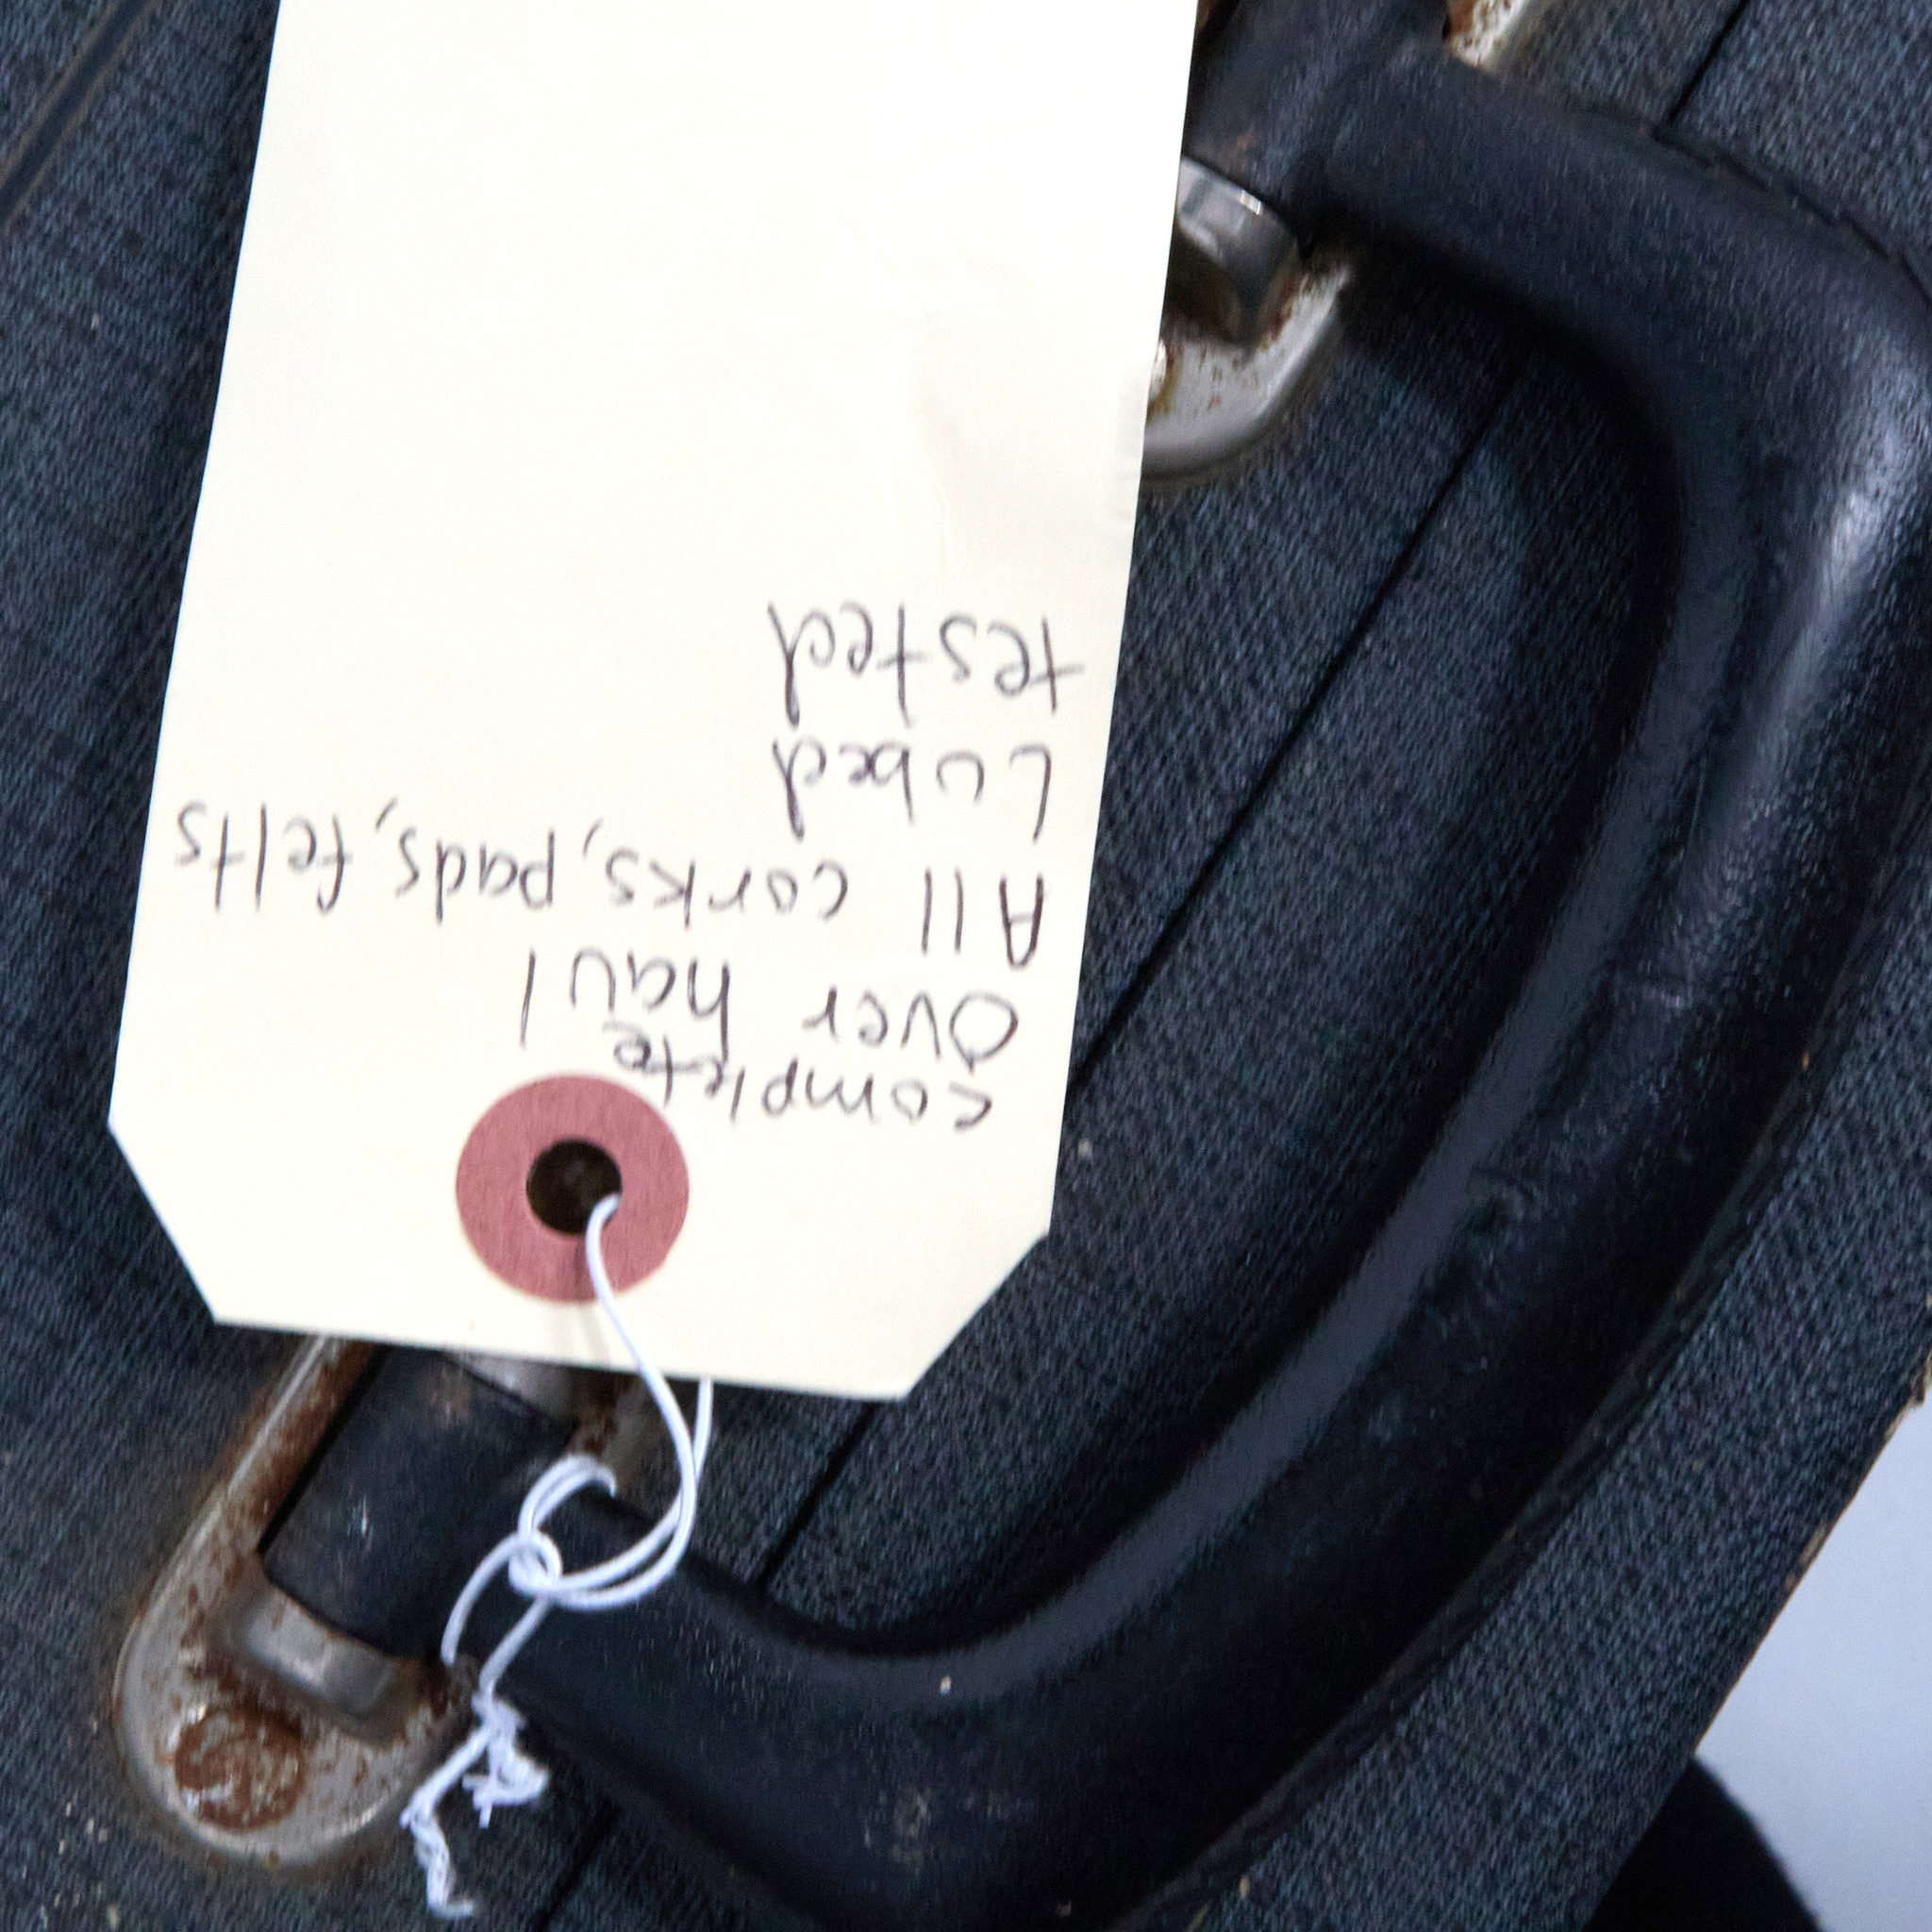 complete
Over haul
All corks, pads, felts
Lubed
tested